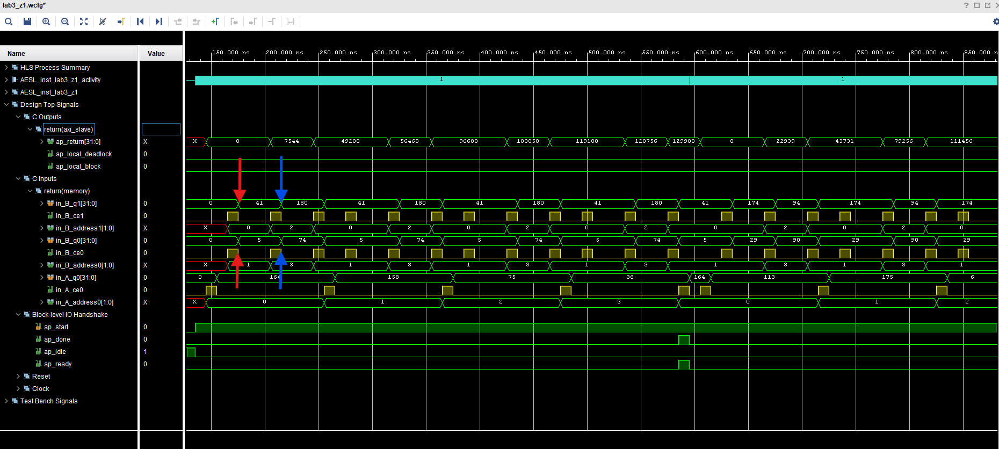 lab3_z1.wcfg*
150.000 ns 200.000 ns 250.000 ns 300.000 ns 350.000 ns 400.000 ns 450.000 ns 500.000 ns 550.000 ns 600.000 ns 650.000 ns 700.000 ns 750.000 ns 800.000 ns 850.000 n
Name Value
HLS Process Summary
AESL_inst_lab3_z1_activity 1 1
AESL_inst_lab3_z1
Design Top Signals
C Outputs
return(axi_slave)
ap_return[31:0] X X 0 7544 49200 56468 96600 100050 119100 120756 129900 0 22939 43731 79256 111456
ap_local_deadlock 0
ap_local_block 0
C Inputs
return(memory)
in_B_q1[31:0] 0 0 41 180 41 180 41 180 41 180 41 174 94 174 94 174
in_B_ce1 0
in_B_address1[1:0] X X 0 2 0 2 0 2 0 2 0 2 0 2 0
in_B_q0[31:0] 0 0 5 74 5 74 5 74 5 74 5 29 90 29 90 29
in_B_ce0 0
in_B_address0[1:0] X X 1 3 1 3 1 3 1 3 1 3 1 3 1
in_A_q0[31:0] 0 0 164 158 75 36 164 113 175 6
in_A_ce0 0
in_A_address0[1:0] X X 0 1 2 3 0 1 2
Block-level IO Handshake
ap_start 0
ap_done 0
ap_idle 1
ap_ready 0
Reset
Clock
Test Bench Signals